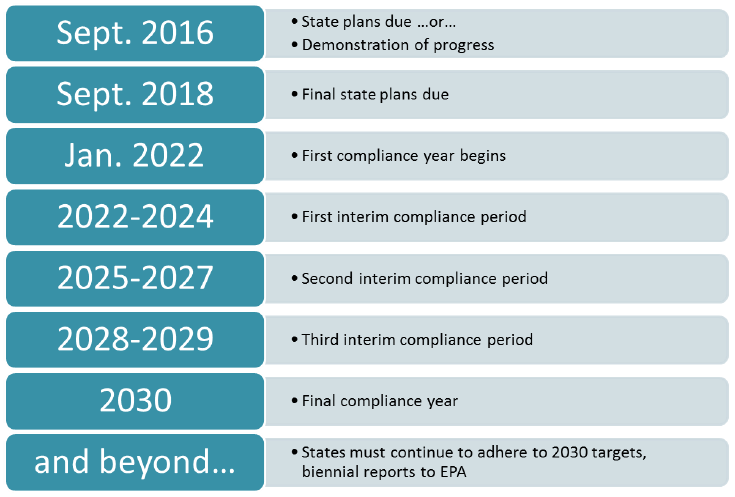 Sept. 2016
• State plans due …or…
• Demonstration of progress
Sept. 2018
• Final state plans due
Jan. 2022
• First compliance year begins
2022-2024
• First interim compliance period
2025-2027
• Second interim compliance period
2028-2029
• Third interim compliance period
2030
• Final compliance year
and beyond…
• States must continue to adhere to 2030 targets,
biennial reports to EPA